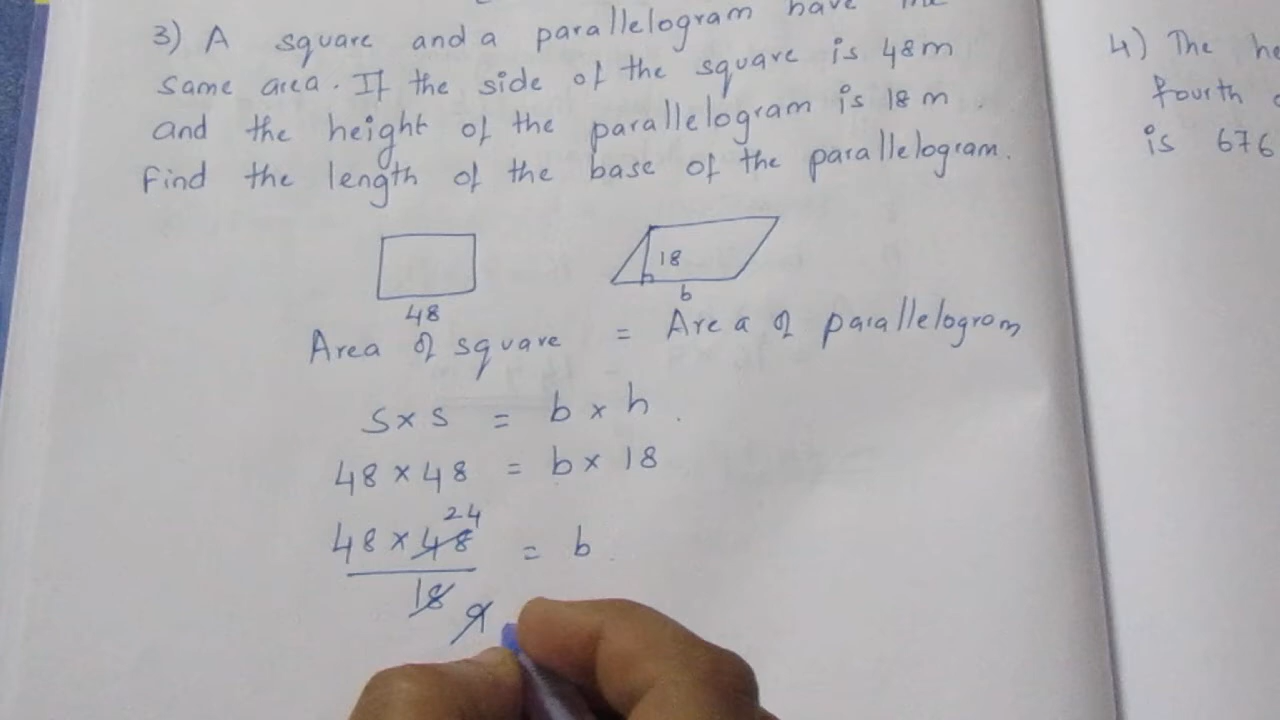 3) A square and a parallelogram have the
same area. If the side of the square is 48m
and the height of the parallelogram is 18 m
Find the length of the base of the parallelogram.
18
48
b
Area of square = Area of parallelogram
s × s = b × h
48 × 48 = b × 18
24
48 × 48 = b
18
9
4) The
fourth
is 676